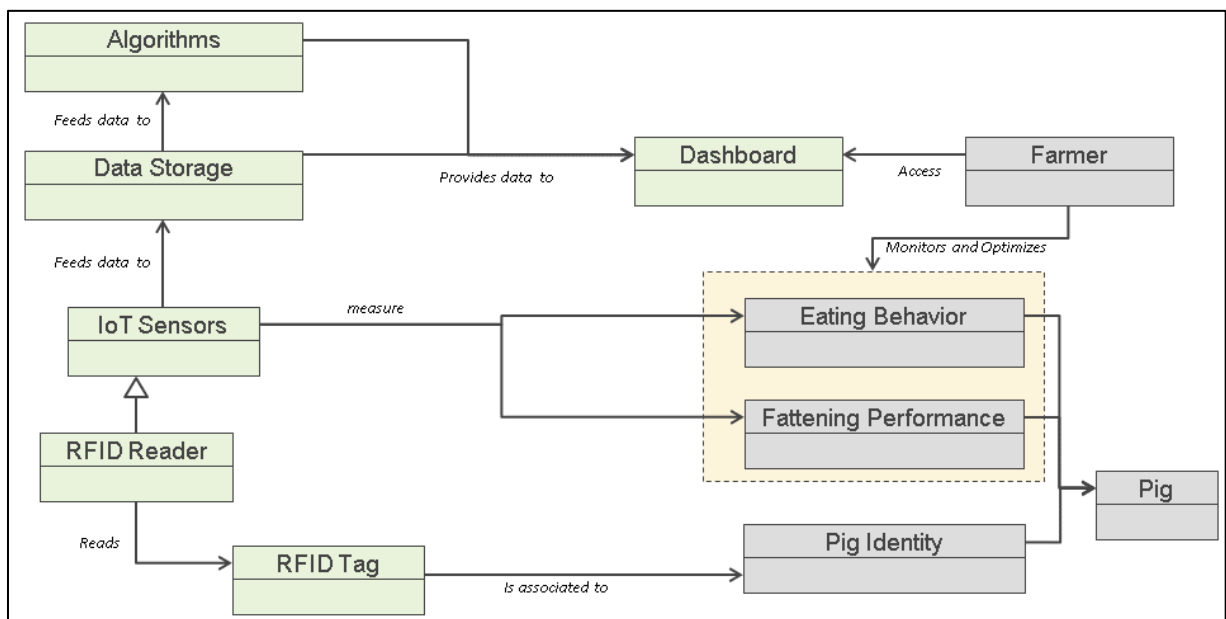 Algorithms
Feeds data to
Data Storage
Provides data to
Dashboard
Access
Farmer
Monitors and Optimizes
Feeds data to
IoT Sensors
measure
Eating Behavior
Fattening Performance
RFID Reader
Pig
Reads
RFID Tag
Is associated to
Pig Identity